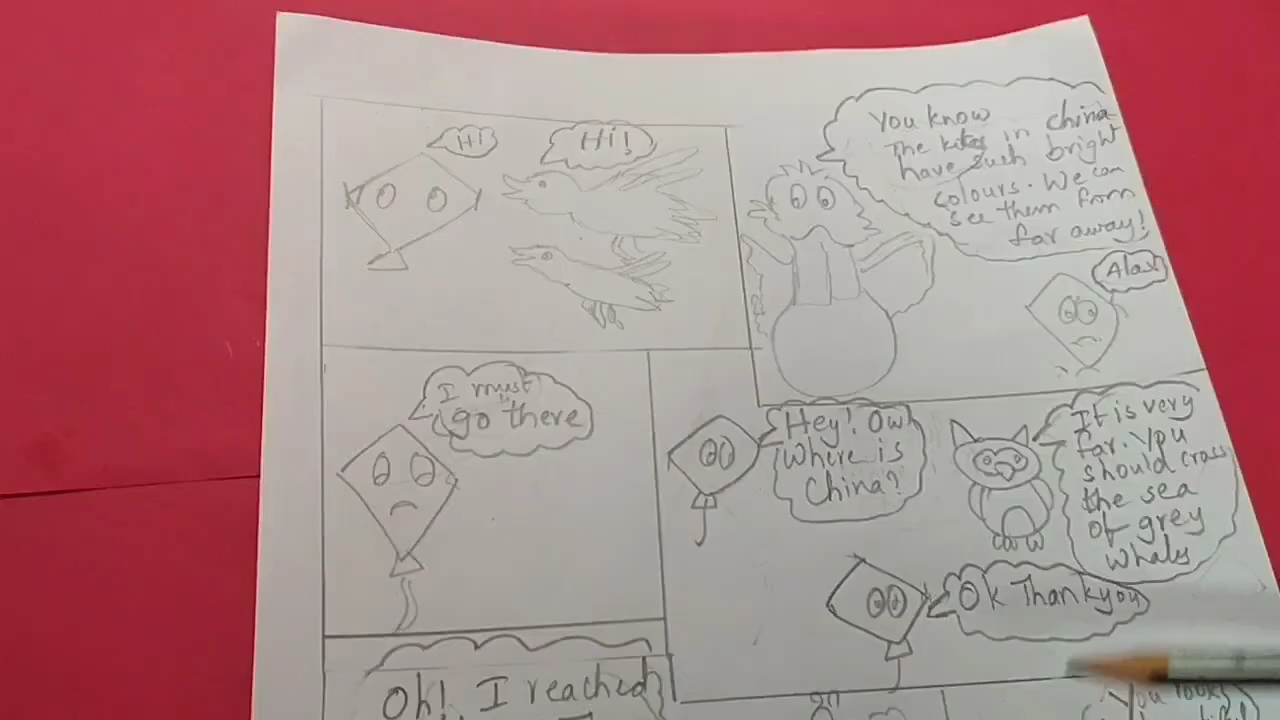 Hi
Hi!
You know
The kites in china
have such bright
colours. We can
see them from
far away!
Alas
I must
go there
Hey! Owl
Where is
China?
It is very
far. You
should cross
the sea
of grey
whales
Ok Thankyou
Oh! I reached
You looks